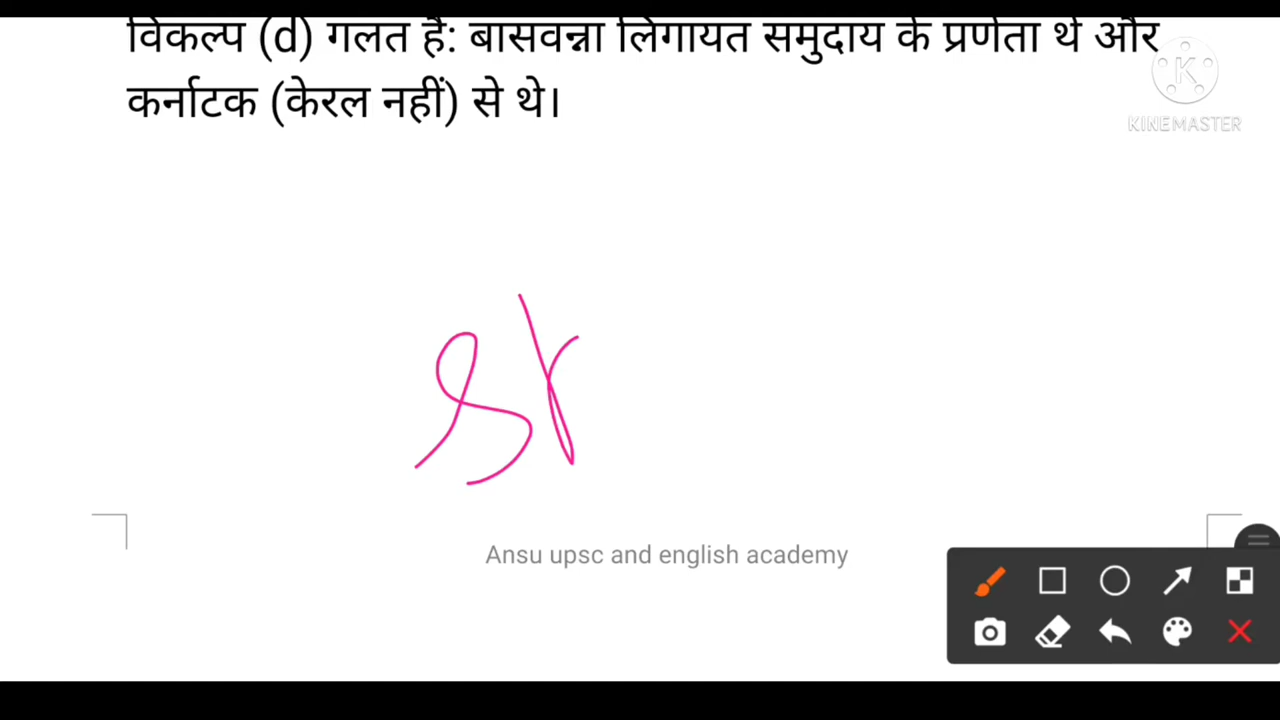 विकल्प (d) गलत है: बासवन्ना लिंगायत समुदाय के प्रणेता थे और
कर्नाटक (केरल नहीं) से थे।
K
KINEMASTER
Ansu upsc and english academy